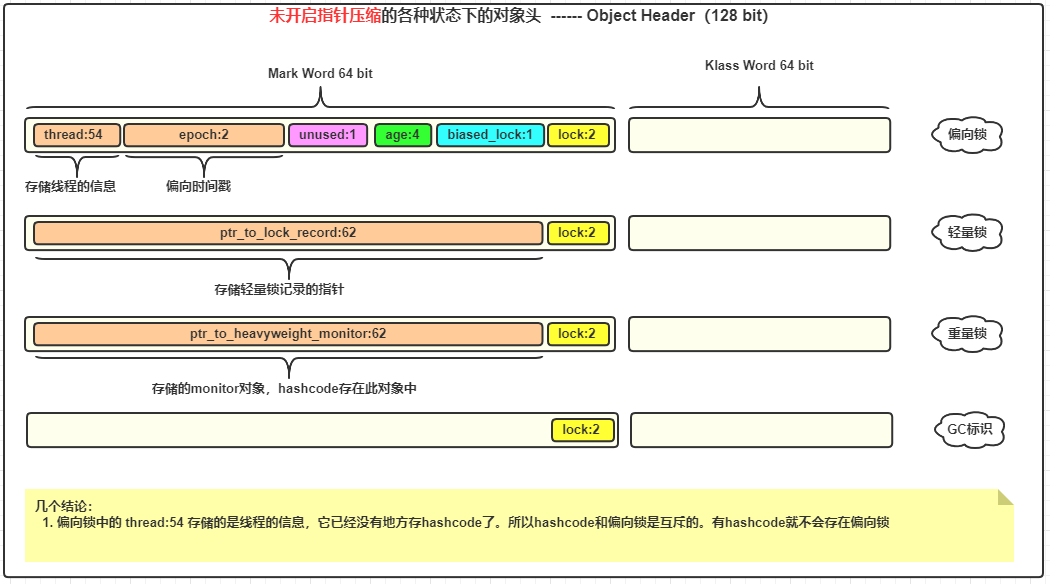 未开启指针压缩的各种状态下的对象头 ------ Object Header（128 bit）
Mark Word 64 bit
Klass Word 64 bit
thread:54 epoch:2 unused:1 age:4 biased_lock:1 lock:2
偏向锁
存储线程的信息
偏向时间戳
ptr_to_lock_record:62 lock:2
轻量锁
存储轻量锁记录的指针
ptr_to_heavyweight_monitor:62 lock:2
重量锁
存储的monitor对象，hashcode存在此对象中
lock:2
GC标识
几个结论：
1. 偏向锁中的 thread:54 存储的是线程的信息，它已经没有地方存hashcode了。所以hashcode和偏向锁是互斥的。有hashcode就不会存在偏向锁